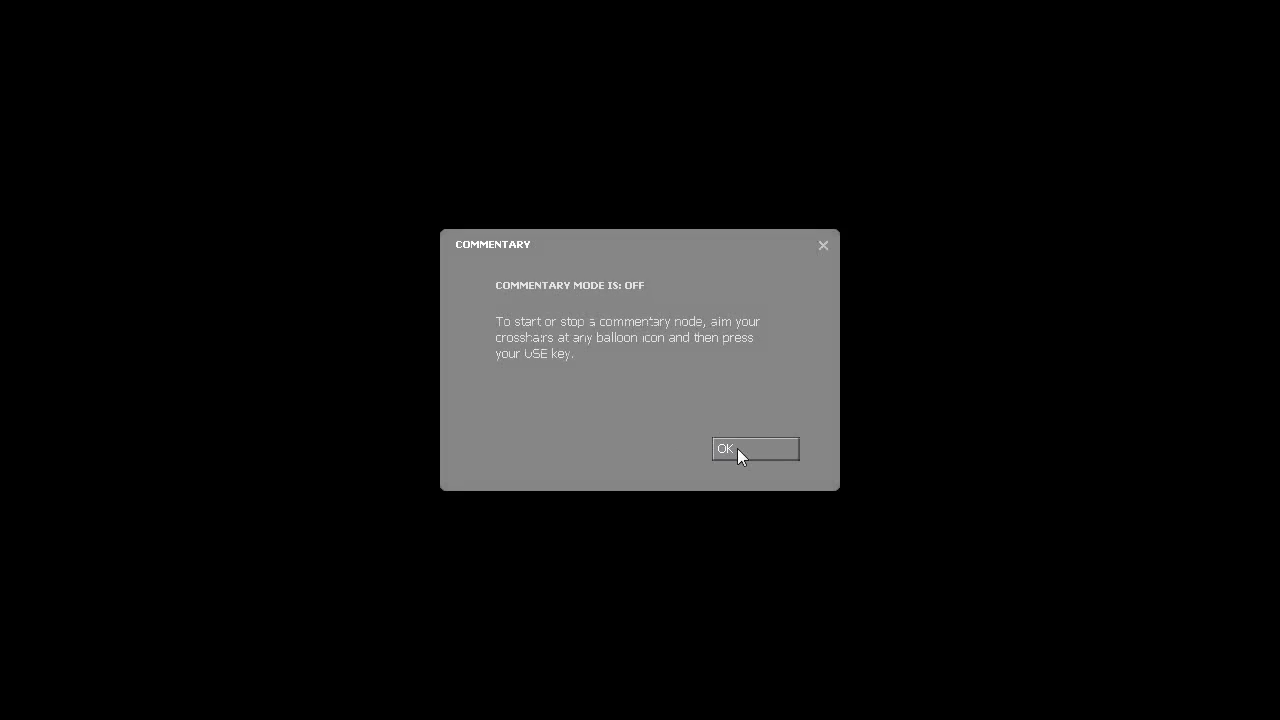 COMMENTARY
COMMENTARY MODE IS: OFF
To start or stop a commentary node, aim your
crosshairs at any balloon icon and then press
your USE key.
OK